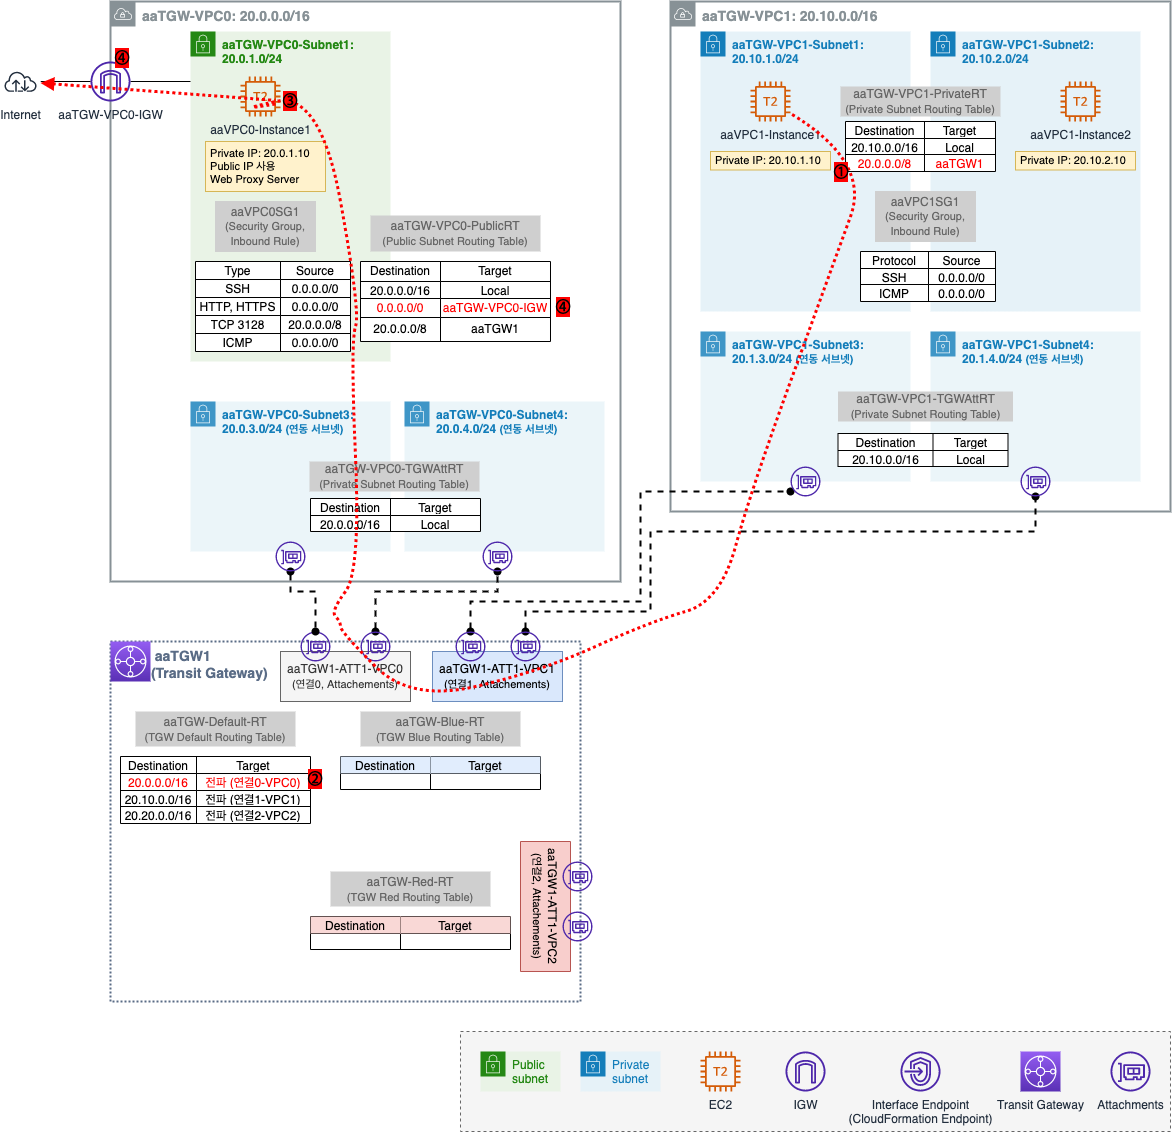 aaTGW-VPC0: 20.0.0.0/16
④
Internet
aaTGW-VPC0-IGW
aaTGW-VPC0-Subnet1:
20.0.1.0/24
T2
③
aaVPC0-Instance1
Private IP: 20.0.1.10
Public IP 사용
Web Proxy Server
aaVPC0SG1
(Security Group,
Inbound Rule)
Type Source
SSH 0.0.0.0/0
HTTP, HTTPS 0.0.0.0/0
TCP 3128 20.0.0.0/8
ICMP 0.0.0.0/0
aaTGW-VPC0-PublicRT
(Public Subnet Routing Table)
Destination Target
20.0.0.0/16 Local
0.0.0.0/0 aaTGW-VPC0-IGW ④
20.0.0.0/8 aaTGW1
aaTGW-VPC0-Subnet3:
20.0.3.0/24 (연동 서브넷)
aaTGW-VPC0-Subnet4:
20.0.4.0/24 (연동 서브넷)
aaTGW-VPC0-TGWAttRT
(Private Subnet Routing Table)
Destination Target
20.0.0.0/16 Local
aaTGW-VPC1: 20.10.0.0/16
aaTGW-VPC1-Subnet1:
20.10.1.0/24
T2
aaVPC1-Instance1
Private IP: 20.10.1.10
aaTGW-VPC1-Subnet2:
20.10.2.0/24
T2
aaVPC1-Instance2
Private IP: 20.10.2.10
aaTGW-VPC1-PrivateRT
(Private Subnet Routing Table)
Destination Target
20.10.0.0/16 Local
20.0.0.0/8 aaTGW1
①
aaVPC1SG1
(Security Group,
Inbound Rule)
Protocol Source
SSH 0.0.0.0/0
ICMP 0.0.0.0/0
aaTGW-VPC1-Subnet3:
20.1.3.0/24 (연동 서브넷)
aaTGW-VPC1-Subnet4:
20.1.4.0/24 (연동 서브넷)
aaTGW-VPC1-TGWAttRT
(Private Subnet Routing Table)
Destination Target
20.10.0.0/16 Local
aaTGW1
(Transit Gateway)
aaTGW1-ATT1-VPC0
(연결0, Attachements)
aaTGW1-ATT1-VPC1
(연결1, Attachements)
aaTGW-Default-RT
(TGW Default Routing Table)
Destination Target
20.0.0.0/16 전파 (연결0-VPC0) ②
20.10.0.0/16 전파 (연결1-VPC1)
20.20.0.0/16 전파 (연결2-VPC2)
aaTGW-Blue-RT
(TGW Blue Routing Table)
Destination Target
aaTGW-Red-RT
(TGW Red Routing Table)
Destination Target
aaTGW1-ATT1-VPC2
(연결2, Attachements)
Public
subnet
Private
subnet
T2
EC2
IGW
Interface Endpoint
(CloudFormation Endpoint)
Transit Gateway
Attachments